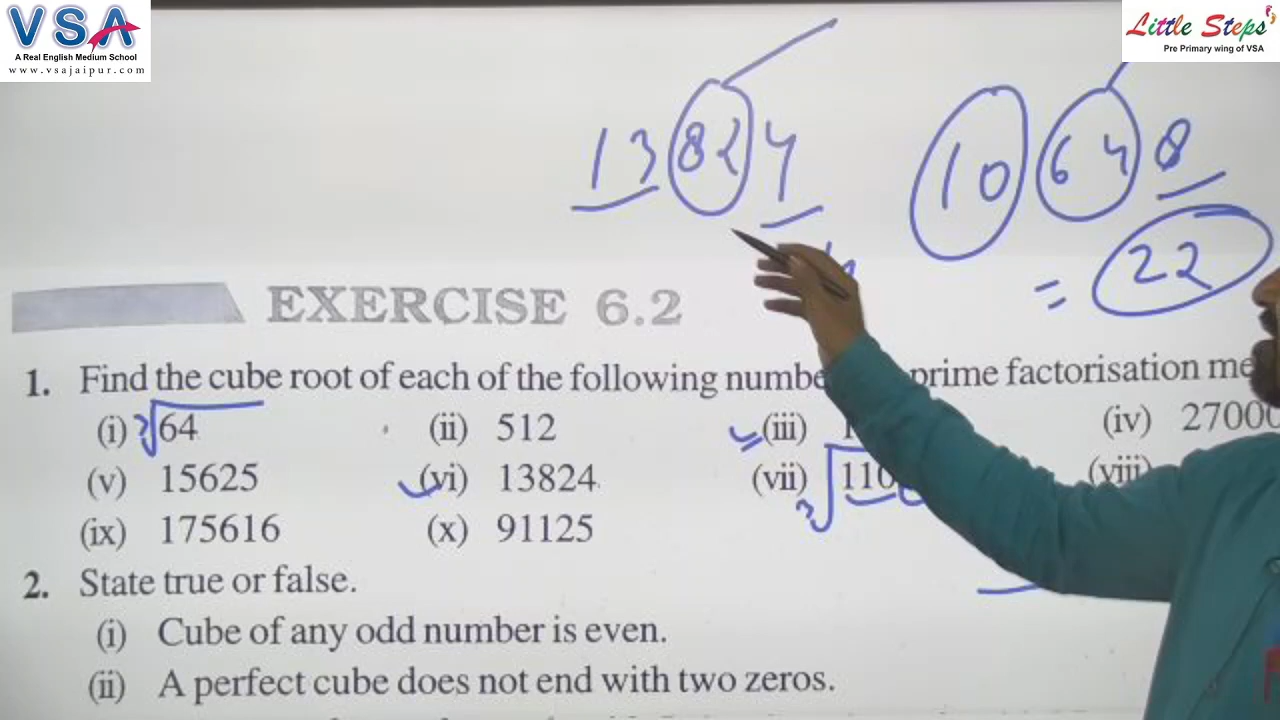 VSA
A Real English Medium School
www.vsajaipur.com
Little Steps
Pre Primary wing of VSA
13824
10648
= 22
EXERCISE 6.2
1. Find the cube root of each of the following prime factorisation
(i) ∛64 (ii) 512 (iii) (iv) 27000
(v) 15625 (vi) 13824 (vii) (viii)
(ix) 175616 (x) 91125
2. State true or false.
(i) Cube of any odd number is even.
(ii) A perfect cube does not end with two zeros.